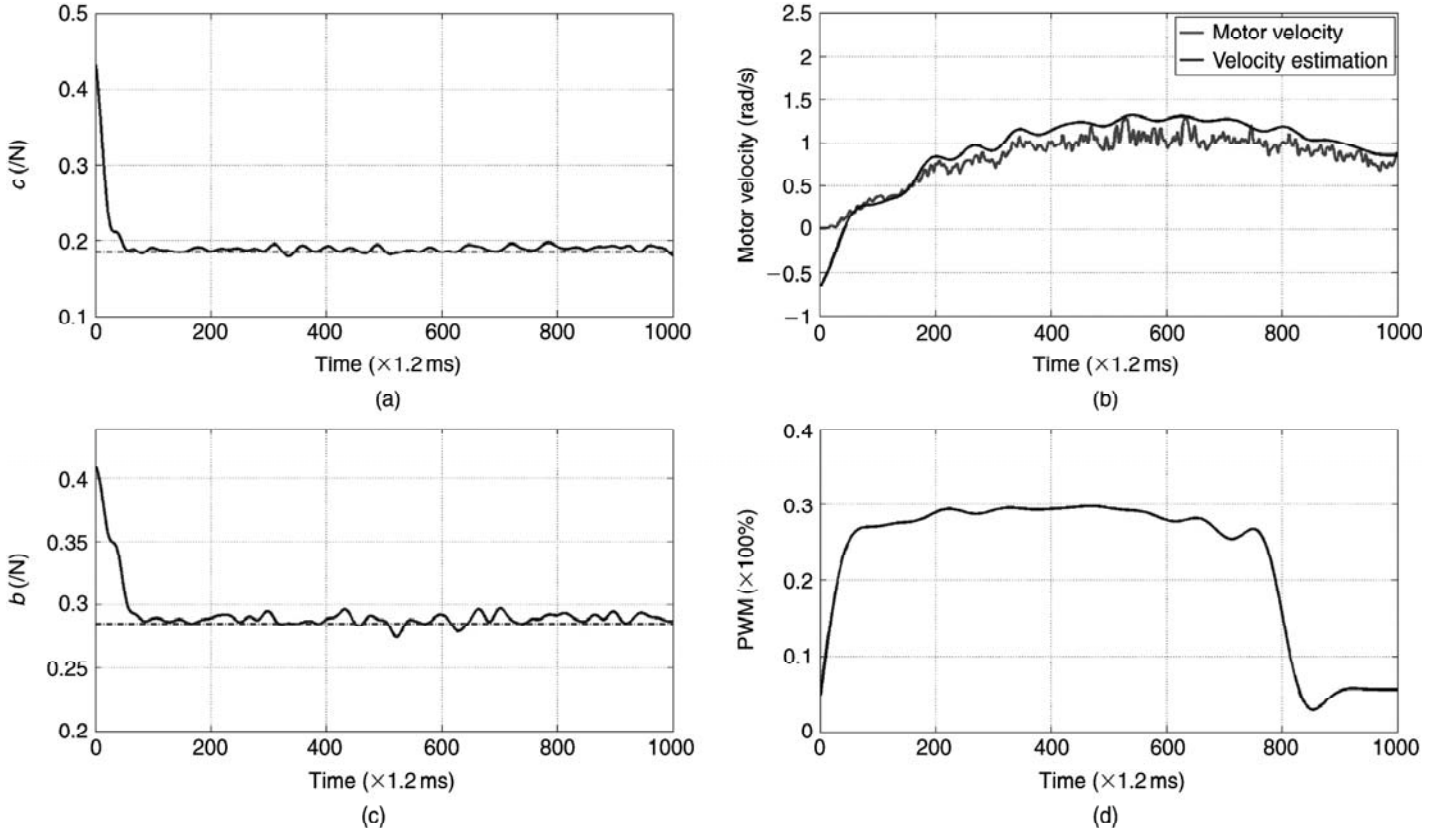 0.5
0.4
0.3
0.2
0.1
c (/N)
0 200 400 600 800 1000
Time (×1.2 ms)
(a)
2.5
2
1.5
1
0.5
0
−0.5
−1
Motor velocity (rad/s)
Motor velocity
Velocity estimation
0 200 400 600 800 1000
Time (×1.2 ms)
(b)
0.4
0.35
0.3
0.25
0.2
b (/N)
0 200 400 600 800 1000
Time (×1.2 ms)
(c)
0.4
0.3
0.2
0.1
0
PWM (×100%)
0 200 400 600 800 1000
Time (×1.2 ms)
(d)